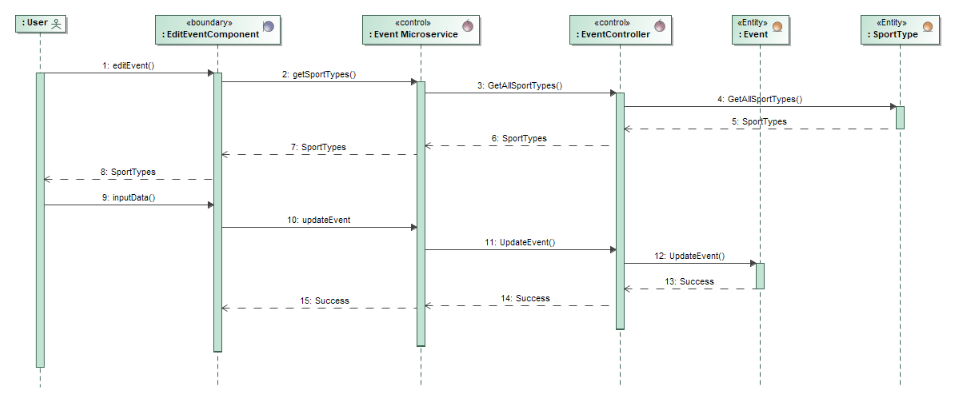 : User
«boundary»
: EditEventComponent
«control»
: Event Microservice
«control»
: EventController
«Entity»
: Event
«Entity»
: SportType
1: editEvent()
2: getSportTypes()
3: GetAllSportTypes()
4: GetAllSportTypes()
5: SportTypes
6: SportTypes
7: SportTypes
8: SportTypes
9: inputData()
10: updateEvent
11: UpdateEvent()
12: UpdateEvent()
13: Success
14: Success
15: Success